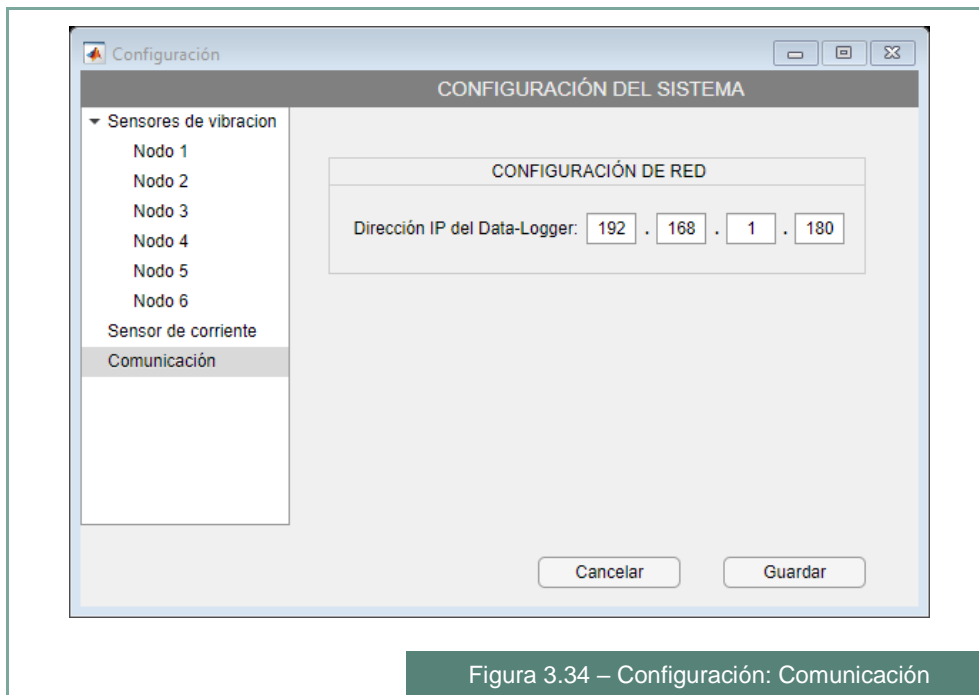 Configuración
CONFIGURACIÓN DEL SISTEMA
Sensores de vibracion
Nodo 1
Nodo 2
Nodo 3
Nodo 4
Nodo 5
Nodo 6
Sensor de corriente
Comunicación
CONFIGURACIÓN DE RED
Dirección IP del Data-Logger: 192 . 168 . 1 . 180
Cancelar Guardar
Figura 3.34 – Configuración: Comunicación